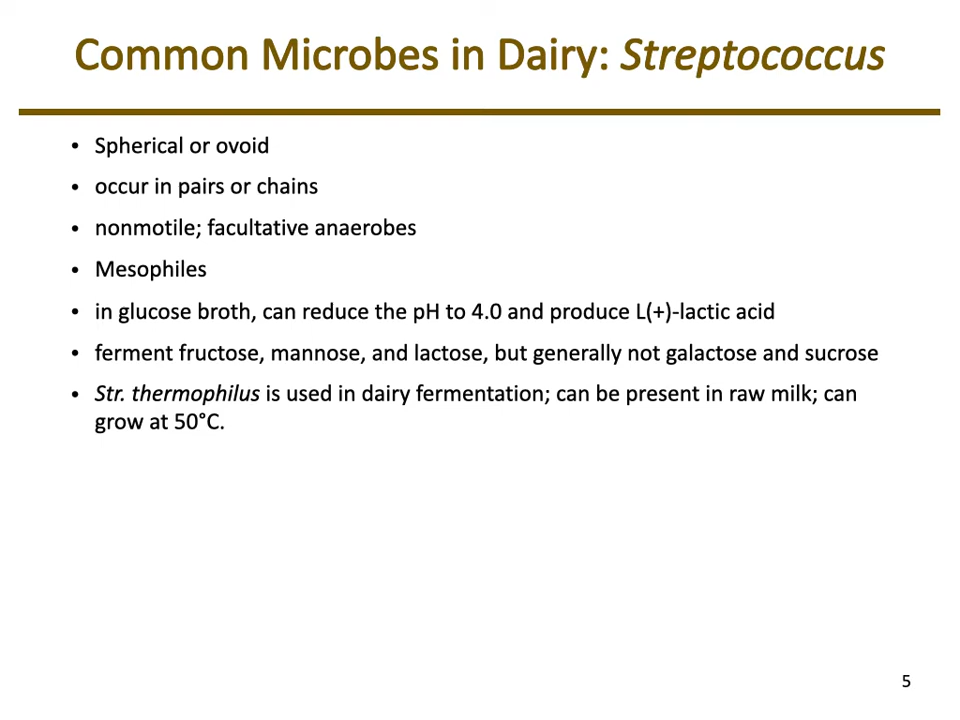 Common Microbes in Dairy: Streptococcus
• Spherical or ovoid
• occur in pairs or chains
• nonmotile; facultative anaerobes
• Mesophiles
• in glucose broth, can reduce the pH to 4.0 and produce L(+)-lactic acid
• ferment fructose, mannose, and lactose, but generally not galactose and sucrose
• Str. thermophilus is used in dairy fermentation; can be present in raw milk; can
grow at 50°C.
5